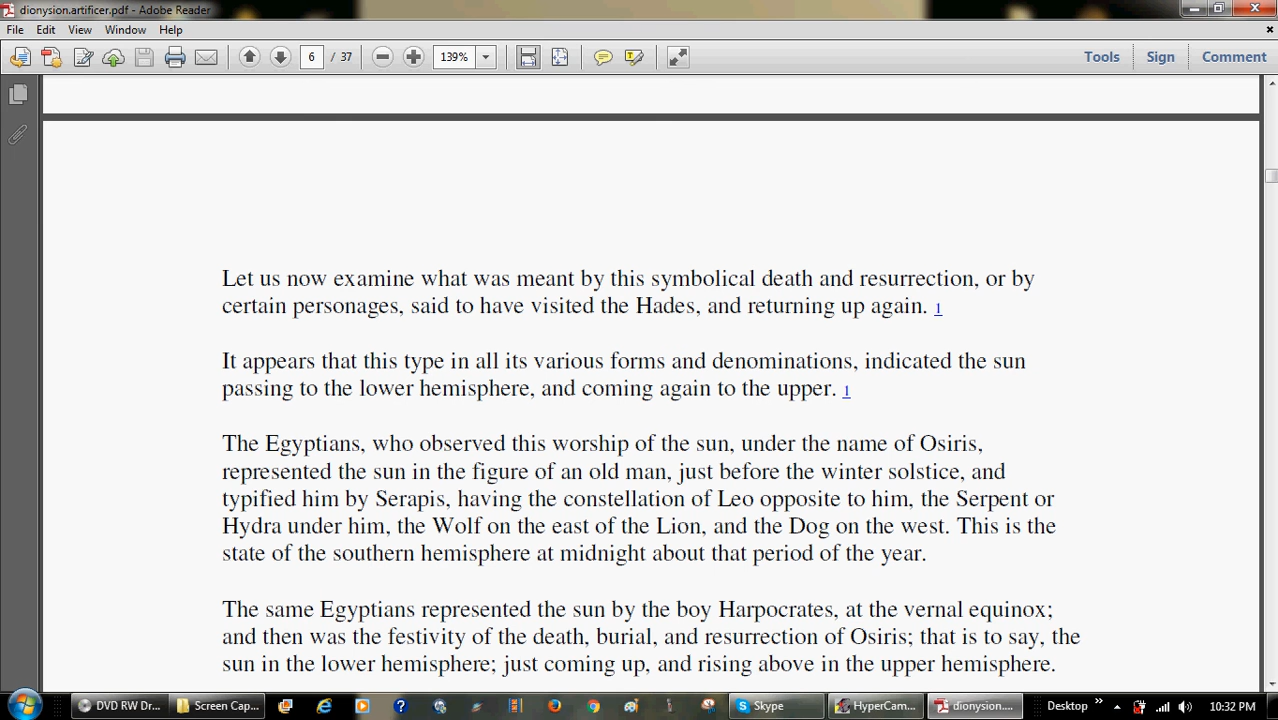 dionysion.artificer.pdf - Adobe Reader
File Edit View Window Help
6 / 37 139% Tools Sign Comment
Let us now examine what was meant by this symbolical death and resurrection, or by
certain personages, said to have visited the Hades, and returning up again. 1
It appears that this type in all its various forms and denominations, indicated the sun
passing to the lower hemisphere, and coming again to the upper. 1
The Egyptians, who observed this worship of the sun, under the name of Osiris,
represented the sun in the figure of an old man, just before the winter solstice, and
typified him by Serapis, having the constellation of Leo opposite to him, the Serpent or
Hydra under him, the Wolf on the east of the Lion, and the Dog on the west. This is the
state of the southern hemisphere at midnight about that period of the year.
The same Egyptians represented the sun by the boy Harpocrates, at the vernal equinox;
and then was the festivity of the death, burial, and resurrection of Osiris; that is to say, the
sun in the lower hemisphere; just coming up, and rising above in the upper hemisphere.
DVD RW Dr... Screen Cap... Skype HyperCam... dionysion.... Desktop 10:32 PM